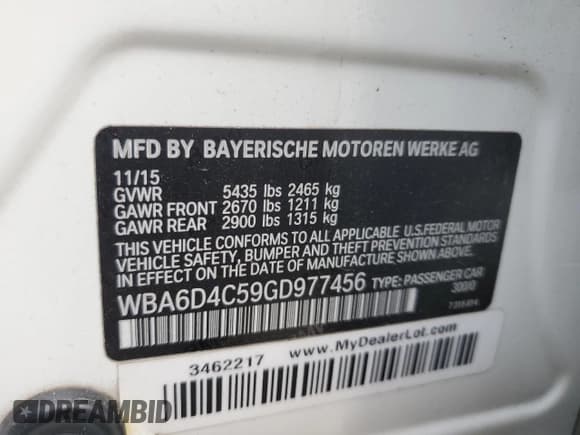 MFD BY BAYERISCHE MOTOREN WERKE AG
11/15
GVWR 5435 lbs 2465 kg
GAWR FRONT 2670 lbs 1211 kg
GAWR REAR 2900 lbs 1315 kg
THIS VEHICLE CONFORMS TO ALL APPLICABLE U.S.FEDERAL MOTOR
VEHICLE SAFETY, BUMPER AND THEFT PREVENTION STANDARDS
IN EFFECT ON THE DATE OF MANUFACTURE SHOWN ABOVE.
WBA6D4C59GD977456 TYPE: PASSENGER CAR
300/0
3462217 www.MyDealerLot.com
DREAMBID